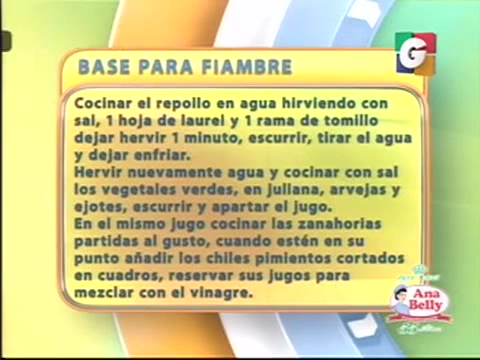 G
BASE PARA FIAMBRE
Cocinar el repollo en agua hirviendo con
sal, 1 hoja de laurel y 1 rama de tomillo
dejar hervir 1 minuto, escurrir, tirar el agua
y dejar enfriar.
Hervir nuevamente agua y cocinar con sal
los vegetales verdes, en juliana, arvejas y
ejotes, escurrir y apartar el jugo.
En el mismo jugo cocinar las zanahorias
partidas al gusto, cuando estén en su
punto añadir los chiles pimientos cortados
en cuadros, reservar sus jugos para
mezclar con el vinagre.
Ana
Belly